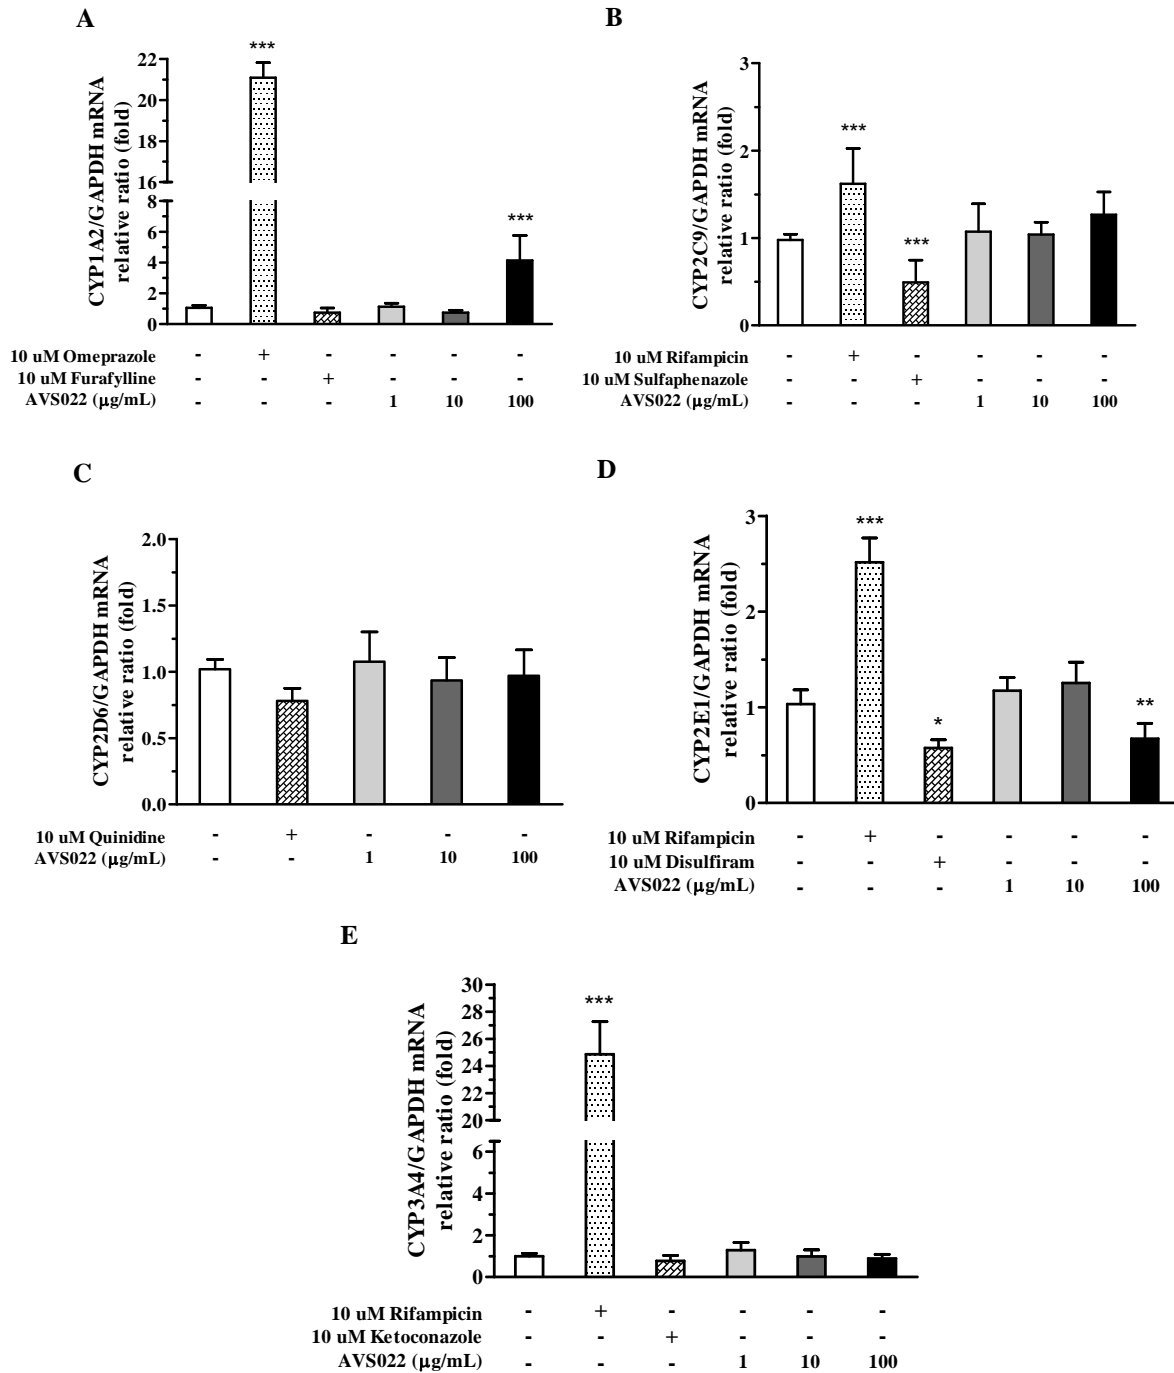 A
CYP1A2/GAPDH mRNA
relative ratio (fold)
22
20
18
16
8
6
4
2
0
***
***
10 uM Omeprazole - + - - - -
10 uM Furafylline - - + - - -
AVS022 (µg/mL) - - - 1 10 100
B
CYP2C9/GAPDH mRNA
relative ratio (fold)
3
2
1
0
***
***
10 uM Rifampicin - + - - - -
10 uM Sulfaphenazole - - + - - -
AVS022 (µg/mL) - - - 1 10 100
C
CYP2D6/GAPDH mRNA
relative ratio (fold)
2.0
1.5
1.0
0.5
0.0
10 uM Quinidine - + - - -
AVS022 (µg/mL) - - 1 10 100
D
CYP2E1/GAPDH mRNA
relative ratio (fold)
3
2
1
0
***
*
**
10 uM Rifampicin - + - - - -
10 uM Disulfiram - - + - - -
AVS022 (µg/mL) - - - 1 10 100
E
CYP3A4/GAPDH mRNA
relative ratio (fold)
30
28
26
24
22
20
6
4
2
0
***
10 uM Rifampicin - + - - - -
10 uM Ketoconazole - - + - - -
AVS022 (µg/mL) - - - 1 10 100